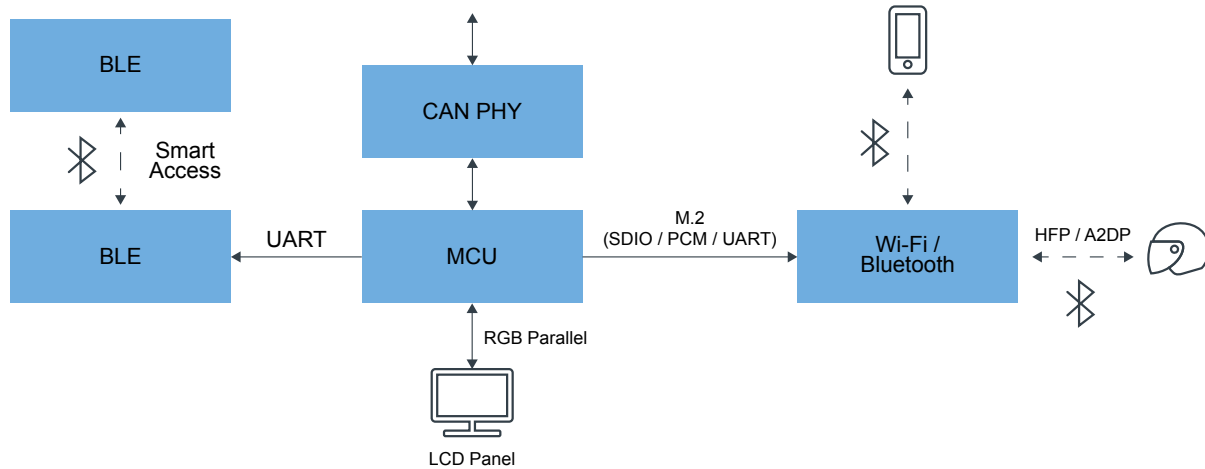 BLE
CAN PHY
Smart
Access
BLE
UART
MCU
M.2
(SDIO / PCM / UART)
Wi-Fi /
Bluetooth
HFP / A2DP
RGB Parallel
LCD Panel